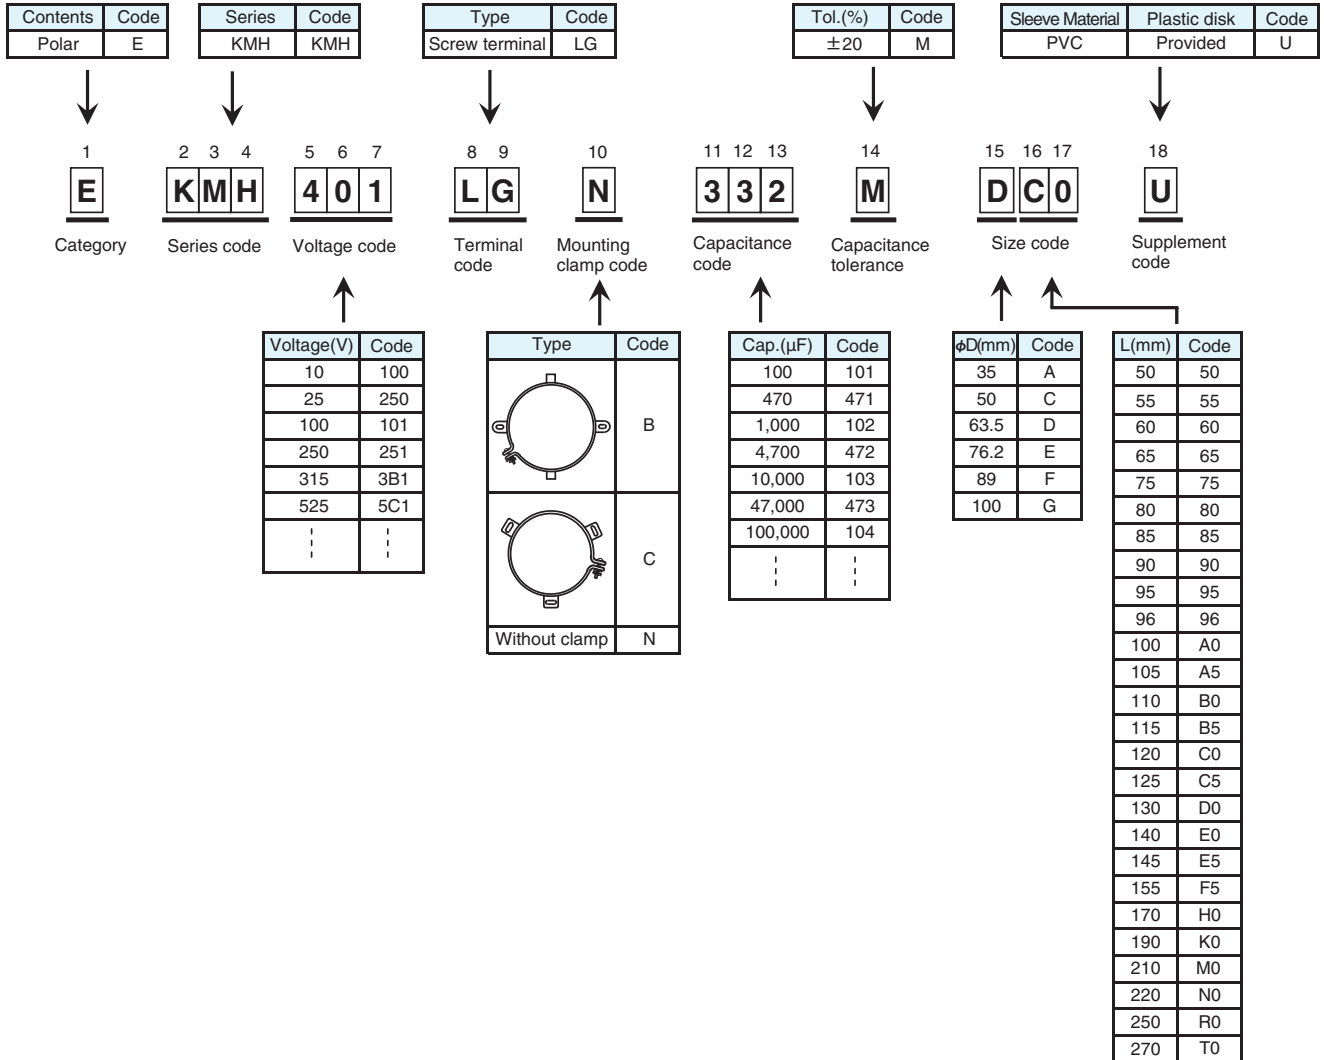 Contents Code
Polar E
Series Code
KMH KMH
Type Code
Screw terminal LG
Tol.(%) Code
±20 M
Sleeve Material Plastic disk Code
PVC Provided U
1 2 3 4 5 6 7 8 9 10 11 12 13 14 15 16 17 18
E KMH 401 LG N 332 M DC0 U
Category
Series code
Voltage code
Terminal
code
Mounting
clamp code
Capacitance
code
Capacitance
tolerance
Size code
Supplement
code
Voltage(V) Code
10 100
25 250
100 101
250 251
315 3B1
525 5C1
Type Code
B
C
Without clamp N
Cap.(µF) Code
100 101
470 471
1,000 102
4,700 472
10,000 103
47,000 473
100,000 104
ϕD(mm) Code
35 A
50 C
63.5 D
76.2 E
89 F
100 G
L(mm) Code
50 50
55 55
60 60
65 65
75 75
80 80
85 85
90 90
95 95
96 96
100 A0
105 A5
110 B0
115 B5
120 C0
125 C5
130 D0
140 E0
145 E5
155 F5
170 H0
190 K0
210 M0
220 N0
250 R0
270 T0